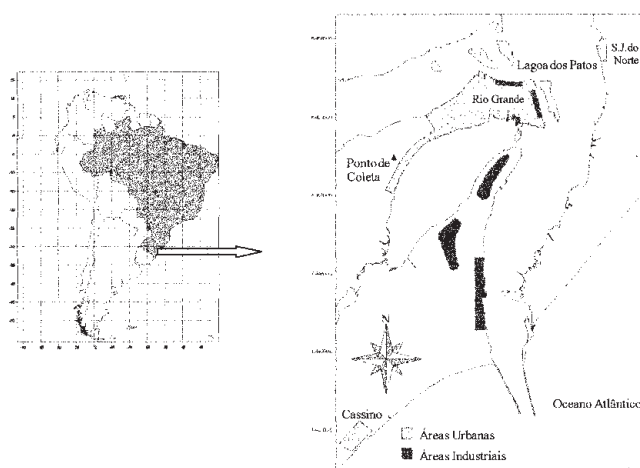 S.J. do
Norte
Lagoa dos Patos
Rio Grande
Ponto de
Coleta
N
Oceano Atlântico
Cassino
Áreas Urbanas
Áreas Industriais